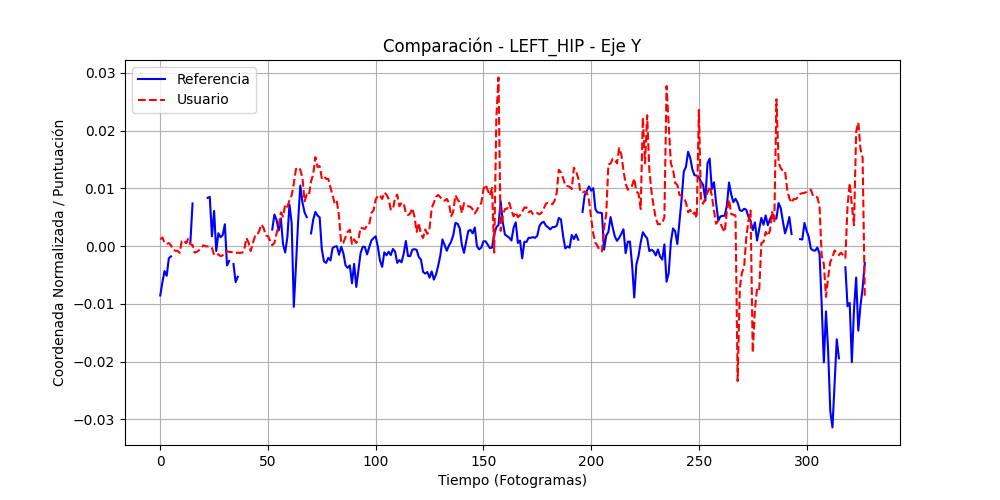 Comparación - LEFT_HIP - Eje Y
Referencia
Usuario
0.03
0.02
0.01
0.00
−0.01
−0.02
−0.03
Coordenada Normalizada / Puntuación
0 50 100 150 200 250 300
Tiempo (Fotogramas)